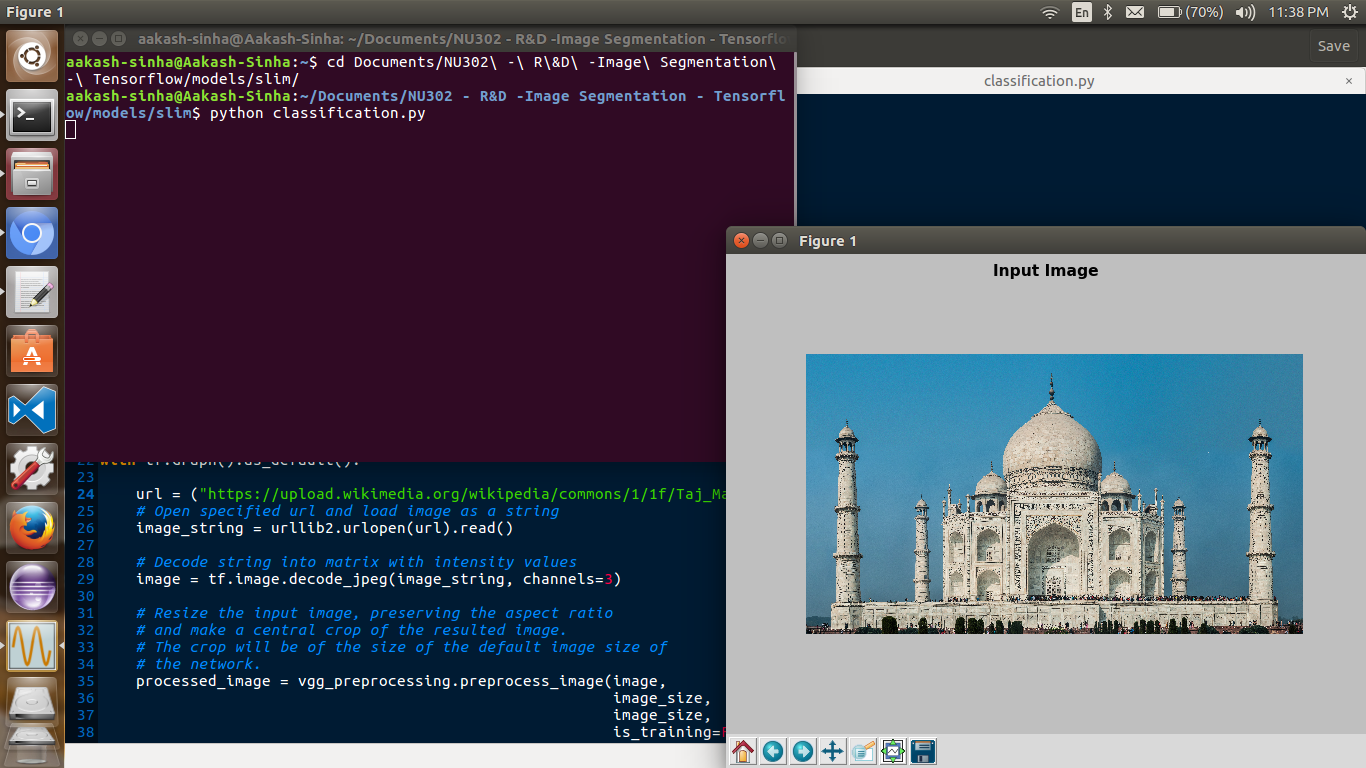 Figure 1
En
(70%)
11:38 PM
aakash-sinha@Aakash-Sinha: ~/Documents/NU302 - R&D -Image Segmentation - Tensorflo
Save
aakash-sinha@Aakash-Sinha:~$ cd Documents/NU302\ -\ R\&D\ -Image\ Segmentation\
-\ Tensorflow/models/slim/
aakash-sinha@Aakash-Sinha:~/Documents/NU302 - R&D -Image Segmentation - Tensorfl
ow/models/slim$ python classification.py
classification.py
×
Figure 1
Input Image
22 with tf.Graph().as_default():
23
24 url = ("https://upload.wikimedia.org/wikipedia/commons/1/1f/Taj_Ma
25 # Open specified url and load image as a string
26 image_string = urllib2.urlopen(url).read()
27
28 # Decode string into matrix with intensity values
29 image = tf.image.decode_jpeg(image_string, channels=3)
30
31 # Resize the input image, preserving the aspect ratio
32 # and make a central crop of the resulted image.
33 # The crop will be of the size of the default image size of
34 # the network.
35 processed_image = vgg_preprocessing.preprocess_image(image,
36 image_size,
37 image_size,
38 is_training=F